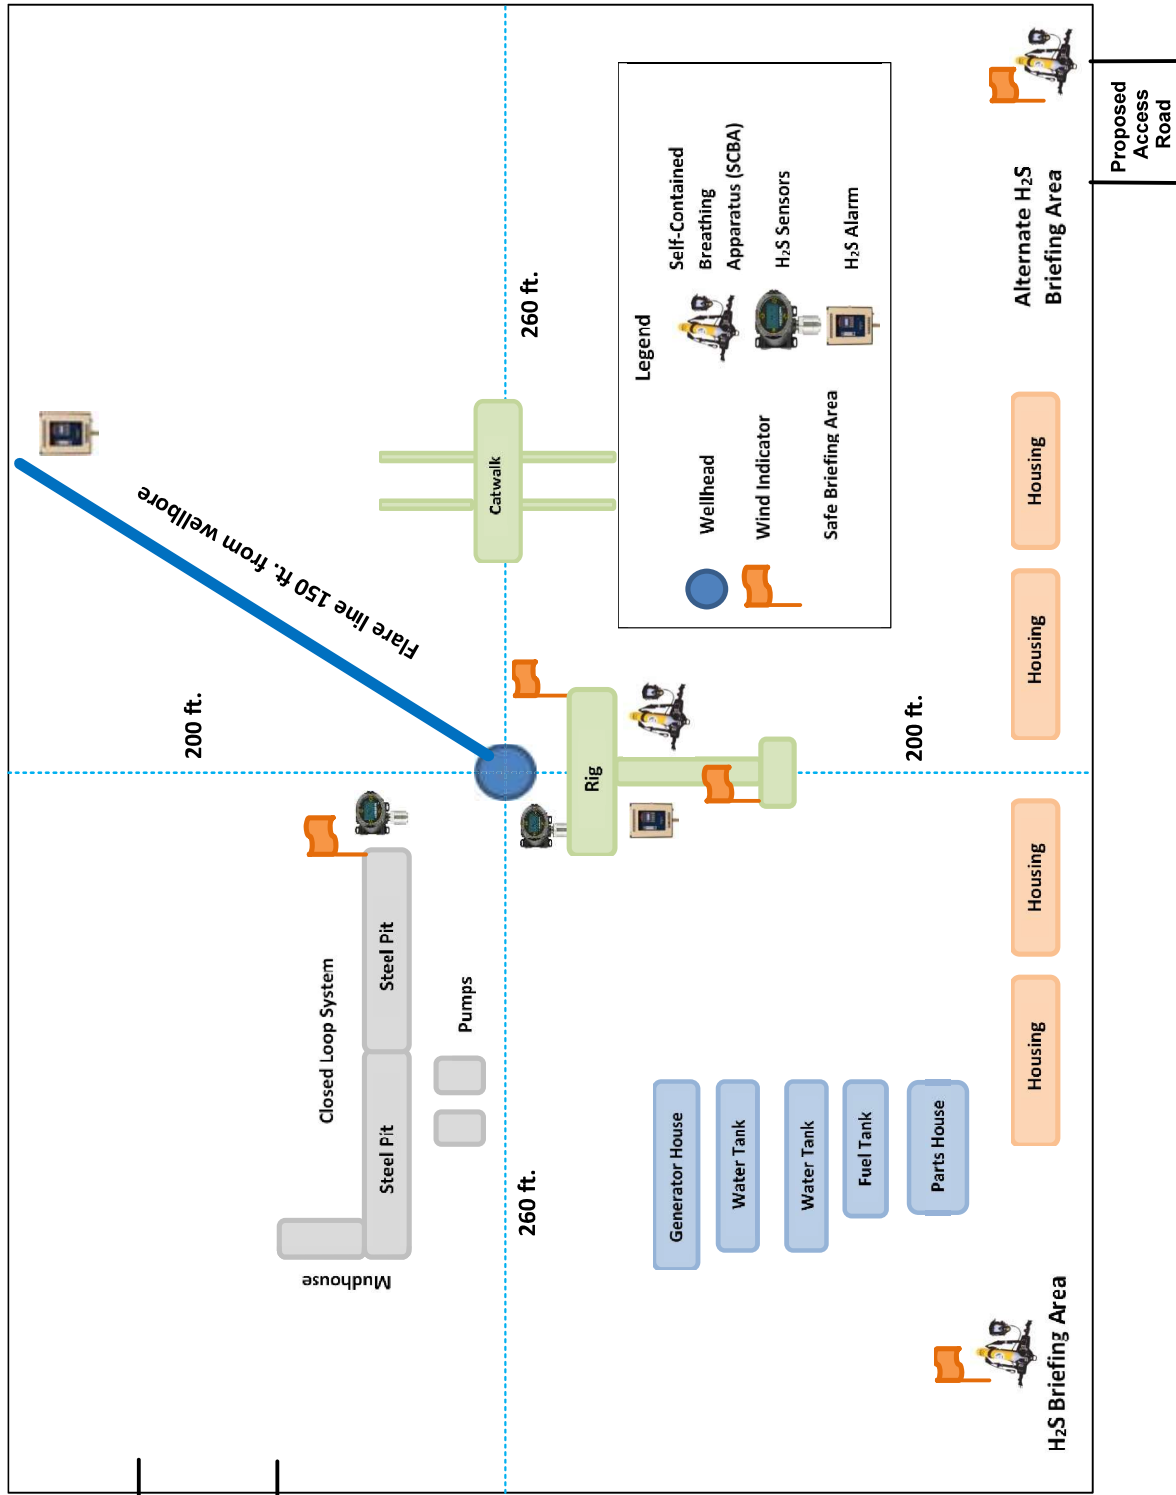 Proposed
Access
Road
260 ft.
Flare line 150 ft. from wellbore
Catwalk
200 ft.
Legend
Self-Contained
Breathing
Apparatus (SCBA)
H₂S Sensors
H₂S Alarm
Wellhead
Wind Indicator
Safe Briefing Area
Alternate H₂S
Briefing Area
Rig
200 ft.
Closed Loop System
Steel Pit
Steel Pit
Pumps
Mudhouse
260 ft.
Generator House
Water Tank
Water Tank
Fuel Tank
Parts House
Housing
Housing
Housing
Housing
H₂S Briefing Area